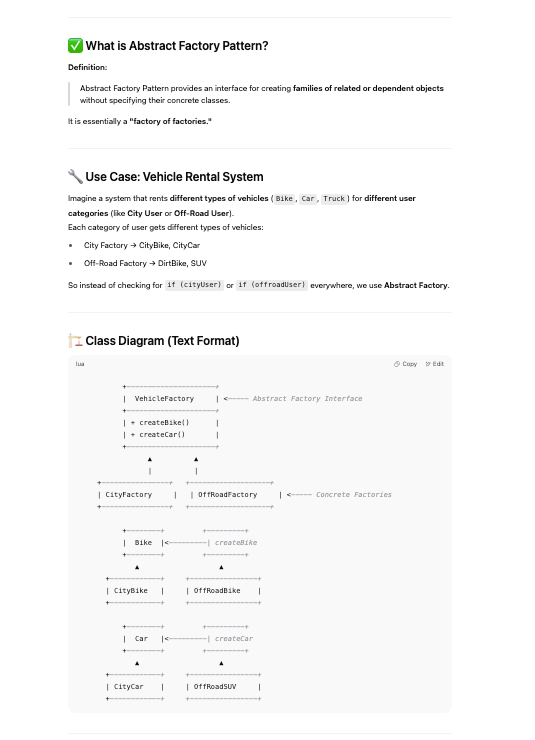 ✅ What is Abstract Factory Pattern?
Definition:
Abstract Factory Pattern provides an interface for creating families of related or dependent objects
without specifying their concrete classes.
It is essentially a "factory of factories."
🔧 Use Case: Vehicle Rental System
Imagine a system that rents different types of vehicles ( Bike , Car , Truck ) for different user
categories (like City User or Off-Road User).
Each category of user gets different types of vehicles:
• City Factory → CityBike, CityCar
• Off-Road Factory → DirtBike, SUV
So instead of checking for if (cityUser) or if (offroadUser) everywhere, we use Abstract Factory.
🏗️ Class Diagram (Text Format)
lua Copy Edit
+---------------------+
|  VehicleFactory     | <----- Abstract Factory Interface
+---------------------+
| + createBike()      |
| + createCar()       |
+---------------------+
▲          ▲
|          |
+----------------+   +-------------------+
| CityFactory     |   | OffRoadFactory     | <----- Concrete Factories
+----------------+   +-------------------+
+--------+         +---------+
|  Bike  |<---------| createBike
+--------+         +---------+
▲                   ▲
+------------+     +----------------+
| CityBike   |     | OffRoadBike    |
+------------+     +----------------+
+--------+         +---------+
|  Car   |<---------| createCar
+--------+         +---------+
▲                   ▲
+------------+     +----------------+
| CityCar    |     | OffRoadSUV     |
+------------+     +----------------+